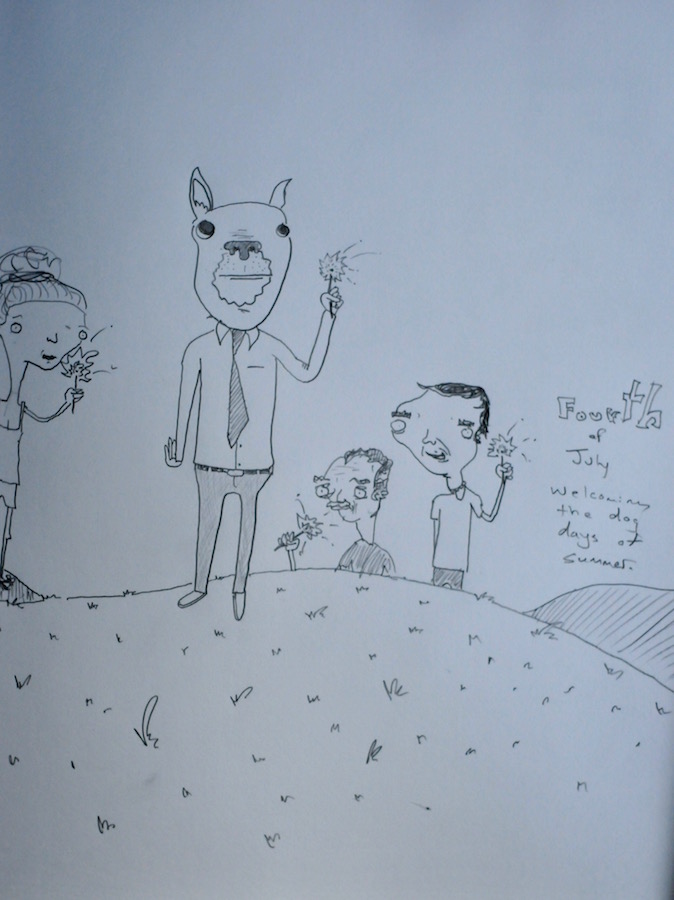 Fourth
of
July
Welcoming
the dog
days of
summer.